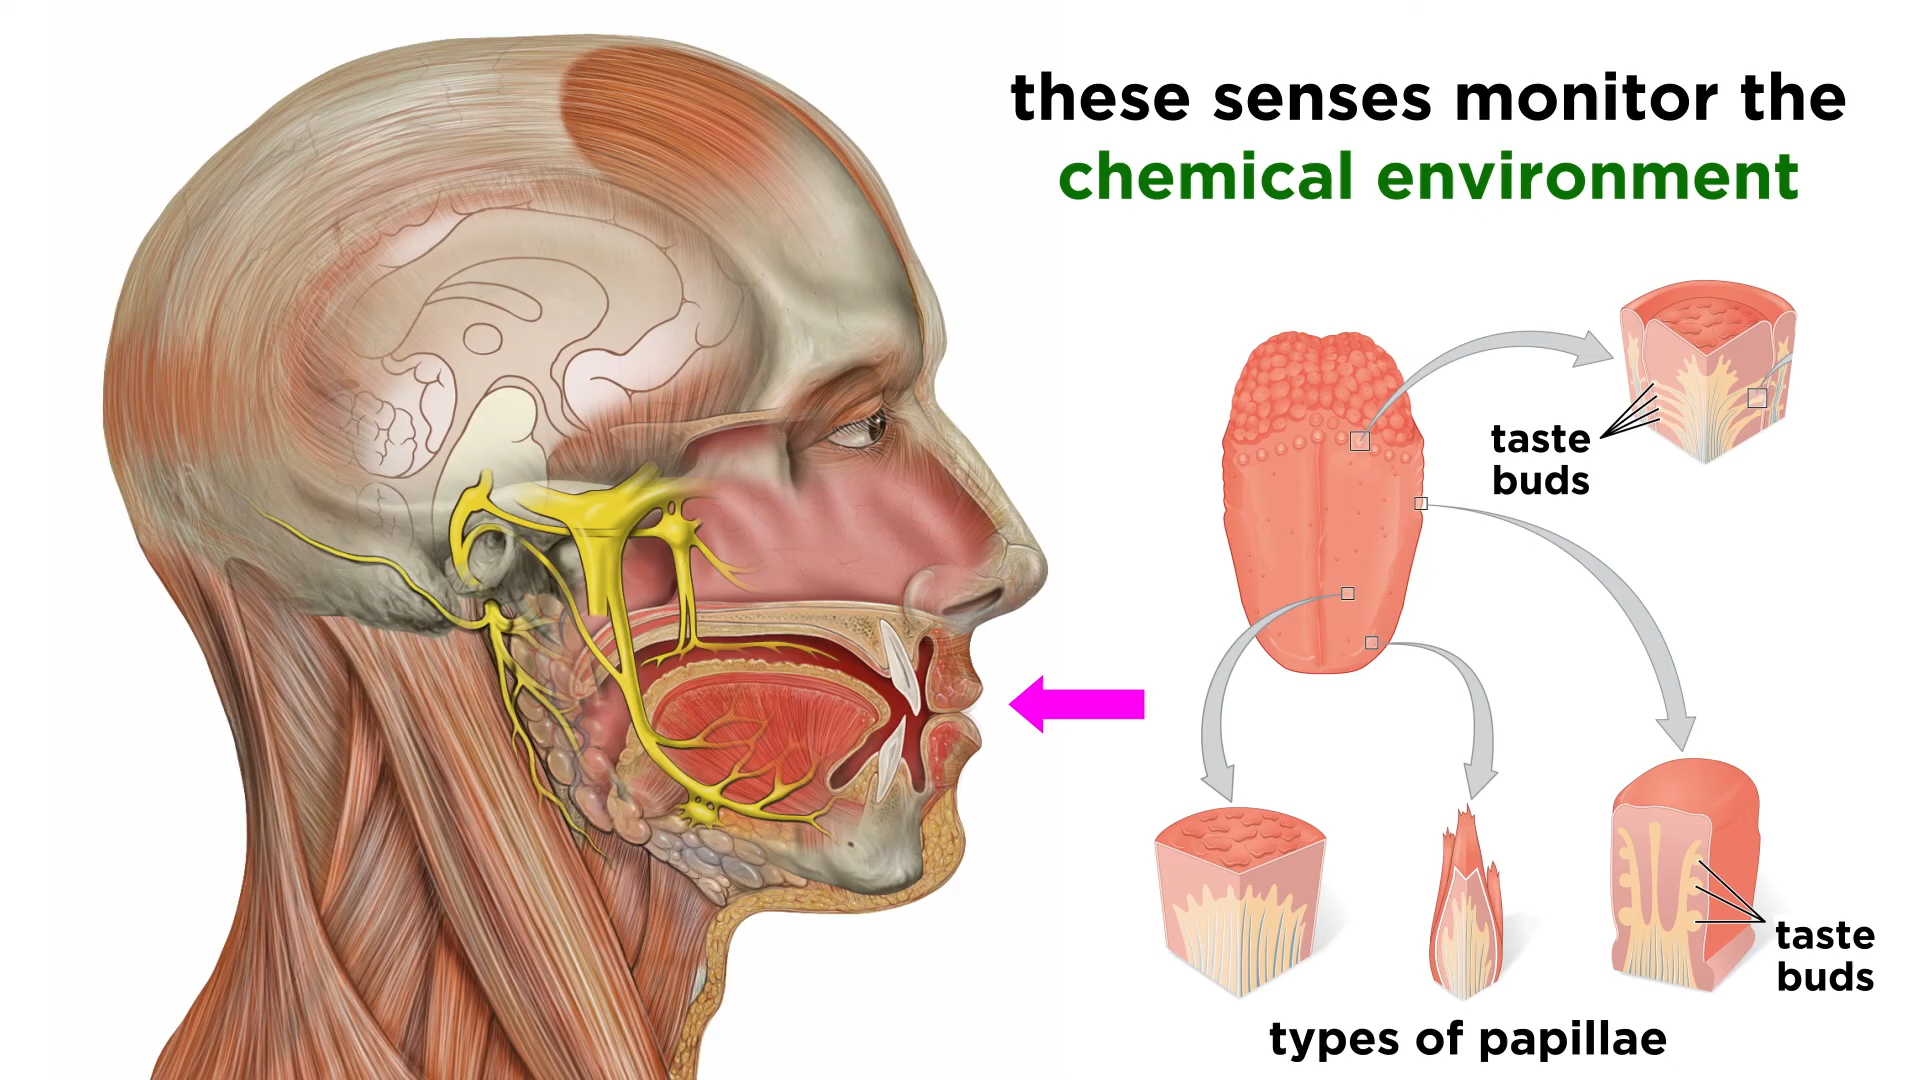 these senses monitor the
chemical environment
taste
buds
taste
buds
types of papillae